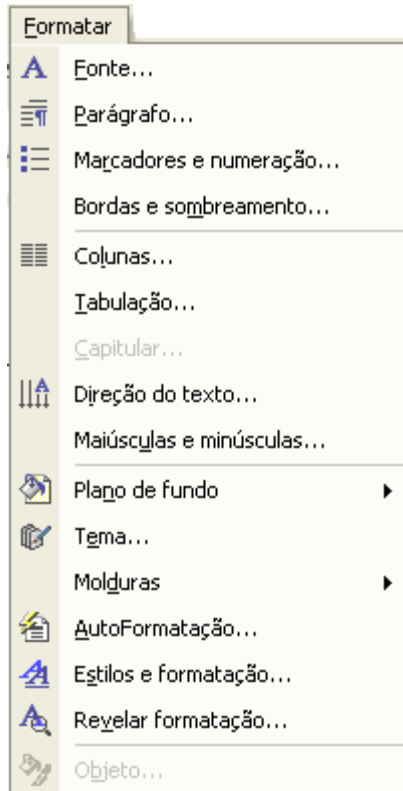 Formatar
Fonte...
Parágrafo...
Marcadores e numeração...
Bordas e sombreamento...
Colunas...
Tabulação...
Capitular...
Direção do texto...
Maiúsculas e minúsculas...
Plano de fundo
Tema...
Molduras
AutoFormatação...
Estilos e formatação...
Revelar formatação...
Objeto...